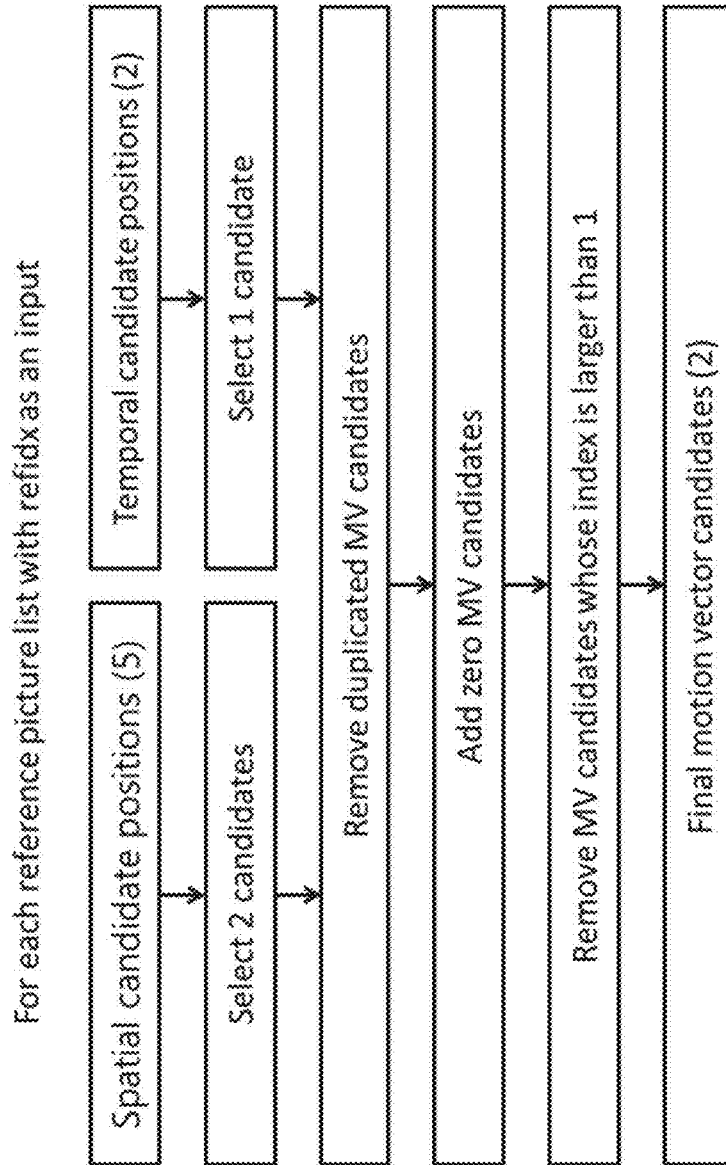 For each reference picture list with refidx as an input
Spatial candidate positions (5)
Temporal candidate positions (2)
Select 2 candidates
Select 1 candidate
Remove duplicated MV candidates
Add zero MV candidates
Remove MV candidates whose index is larger than 1
Final motion vector candidates (2)